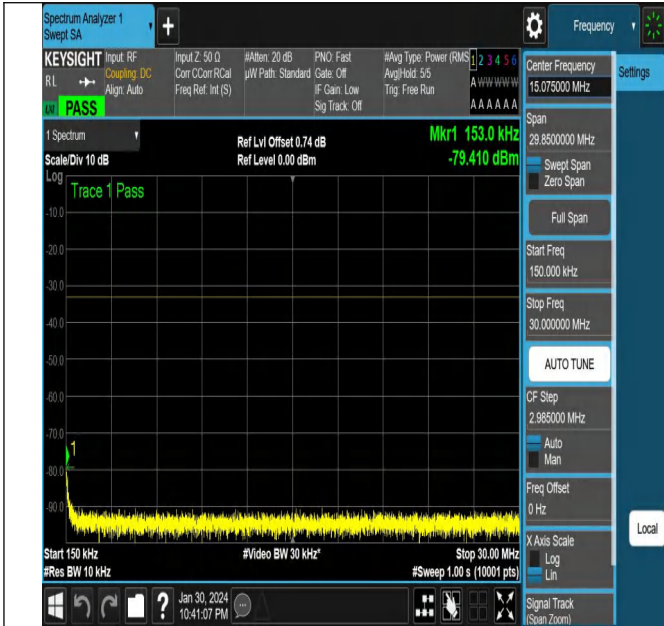 Spectrum Analyzer 1
Swept SA
Frequency
KEYSIGHT
RL
LXI
PASS
Input: RF
Coupling: DC
Align: Auto
Input Z: 50 Ω
Corr CCorr RCal
Freq Ref: Int (S)
#Atten: 20 dB
µW Path: Standard
PNO: Fast
Gate: Off
IF Gain: Low
Sig Track: Off
#Avg Type: Power (RMS
Avg|Hold: 5/5
Trig: Free Run
1 2 3 4 5 6
A W W W W W
A A A A A A
1 Spectrum
Scale/Div 10 dB
Ref Lvl Offset 0.74 dB
Ref Level 0.00 dBm
Mkr1 153.0 kHz
-79.410 dBm
Log
Trace 1 Pass
-10.0
-20.0
-30.0
-40.0
-50.0
-60.0
-70.0
1
-80.0
-90.0
Start 150 kHz
#Res BW 10 kHz
#Video BW 30 kHz*
Stop 30.00 MHz
#Sweep 1.00 s (10001 pts)
Center Frequency
15.075000 MHz
Settings
Span
29.8500000 MHz
Swept Span
Zero Span
Full Span
Start Freq
150.000 kHz
Stop Freq
30.000000 MHz
AUTO TUNE
CF Step
2.985000 MHz
Auto
Man
Freq Offset
0 Hz
Local
X Axis Scale
Log
Lin
Signal Track
(Span Zoom)
?
Jan 30, 2024
10:41:07 PM